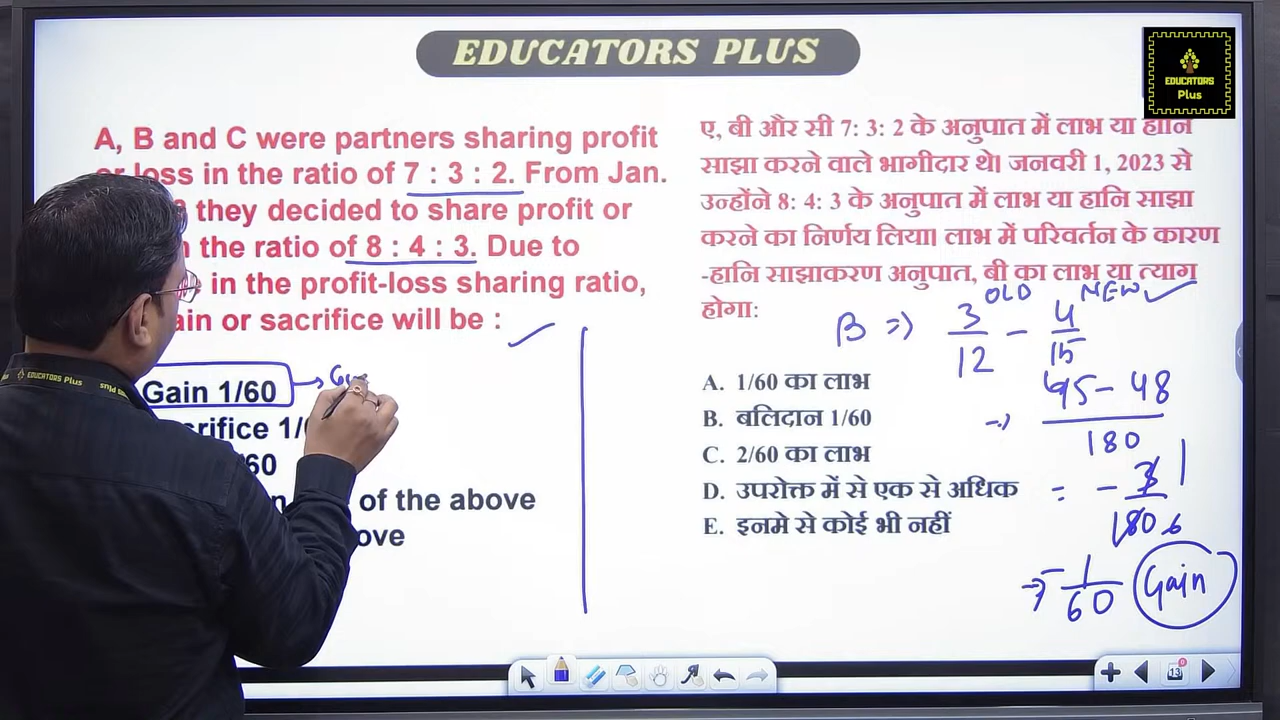 EDUCATORS PLUS
EDUCATORS
Plus
A, B and C were partners sharing profit
or loss in the ratio of 7 : 3 : 2. From Jan.
they decided to share profit or
the ratio of 8 : 4 : 3. Due to
in the profit-loss sharing ratio,
or sacrifice will be :
Gain 1/60
of the above
ए, बी और सी 7: 3: 2 के अनुपात में लाभ या हानि
साझा करने वाले भागीदार थे। जनवरी 1, 2023 से
उन्होंने 8: 4: 3 के अनुपात में लाभ या हानि साझा
करने का निर्णय लिया। लाभ में परिवर्तन के कारण
-हानि साझाकरण अनुपात, बी का लाभ या त्याग
होगा:
OLD NEW
B => 3/12 - 4/15
45 - 48
180
= - 3 1
180
- 1/60 Gain
A. 1/60 का लाभ
B. बलिदान 1/60
C. 2/60 का लाभ
D. उपरोक्त में से एक से अधिक
E. इनमे से कोई भी नहीं
EDUCATORS Plus
13